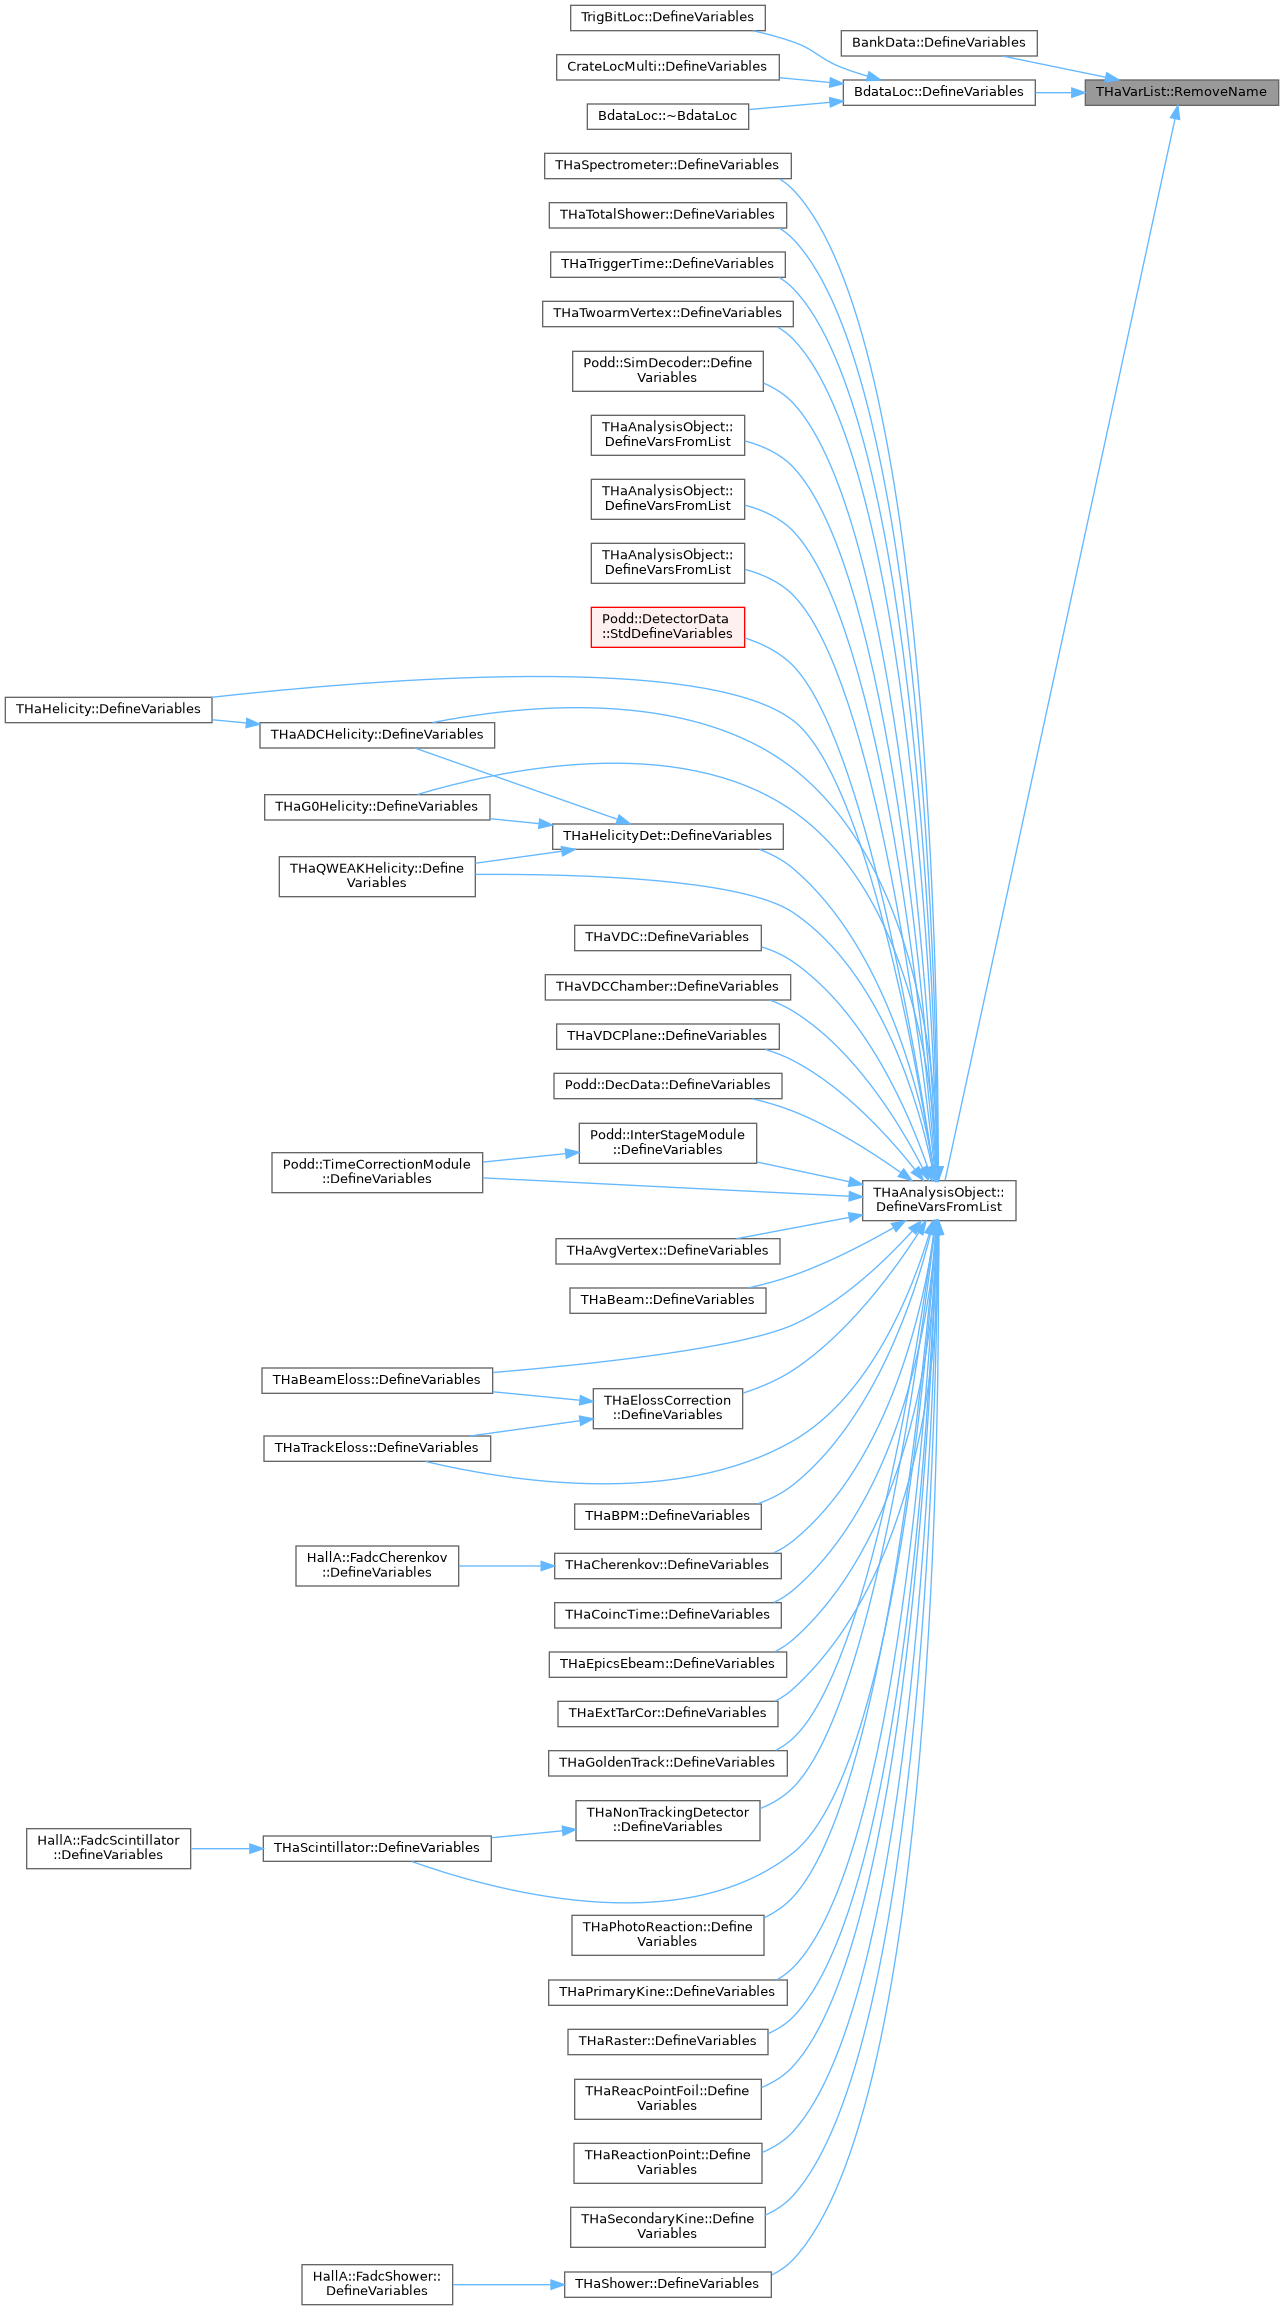 TrigBitLoc::DefineVariables
BankData::DefineVariables
CrateLocMulti::DefineVariables
BdataLoc::DefineVariables
THaVarList::RemoveName
BdataLoc::~BdataLoc
THaSpectrometer::DefineVariables
THaTotalShower::DefineVariables
THaTriggerTime::DefineVariables
THaTwoarmVertex::DefineVariables
Podd::SimDecoder::Define
Variables
THaAnalysisObject::
DefineVarsFromList
THaAnalysisObject::
DefineVarsFromList
THaAnalysisObject::
DefineVarsFromList
Podd::DetectorData
::StdDefineVariables
THaHelicity::DefineVariables
THaADCHelicity::DefineVariables
THaG0Helicity::DefineVariables
THaHelicityDet::DefineVariables
THaQWEAKHelicity::Define
Variables
THaVDC::DefineVariables
THaVDCChamber::DefineVariables
THaVDCPlane::DefineVariables
Podd::DecData::DefineVariables
Podd::InterStageModule
::DefineVariables
Podd::TimeCorrectionModule
::DefineVariables
THaAnalysisObject::
DefineVarsFromList
THaAvgVertex::DefineVariables
THaBeam::DefineVariables
THaBeamEloss::DefineVariables
THaElossCorrection
::DefineVariables
THaTrackEloss::DefineVariables
THaBPM::DefineVariables
HallA::FadcCherenkov
::DefineVariables
THaCherenkov::DefineVariables
THaCoincTime::DefineVariables
THaEpicsEbeam::DefineVariables
THaExtTarCor::DefineVariables
THaGoldenTrack::DefineVariables
THaNonTrackingDetector
::DefineVariables
HallA::FadcScintillator
::DefineVariables
THaScintillator::DefineVariables
THaPhotoReaction::Define
Variables
THaPrimaryKine::DefineVariables
THaRaster::DefineVariables
THaReacPointFoil::Define
Variables
THaReactionPoint::Define
Variables
THaSecondaryKine::Define
Variables
HallA::FadcShower::
DefineVariables
THaShower::DefineVariables